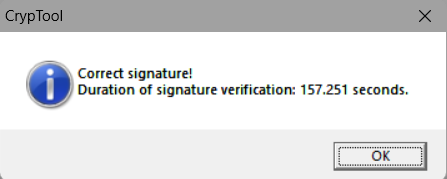 CrypTool
Correct signature!
Duration of signature verification: 157.251 seconds.
OK